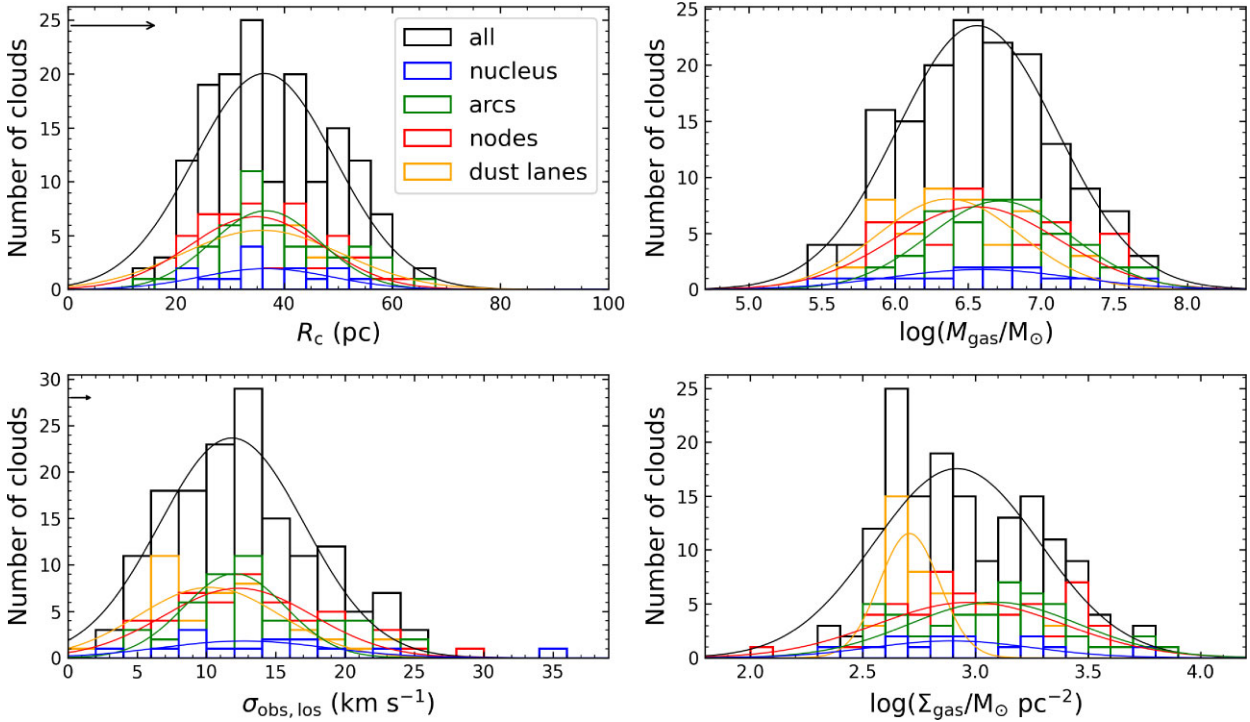 Number of clouds
25
20
15
10
5
0
0 20 40 60 80 100
R_c (pc)
all
nucleus
arcs
nodes
dust lanes
Number of clouds
25
20
15
10
5
0
5.0 5.5 6.0 6.5 7.0 7.5 8.0
log(M_gas/M_⊙)
Number of clouds
30
25
20
15
10
5
0
0 5 10 15 20 25 30 35
σ_obs,los (km s⁻¹)
Number of clouds
25
20
15
10
5
0
2.0 2.5 3.0 3.5 4.0
log(Σ_gas/M_⊙ pc⁻²)